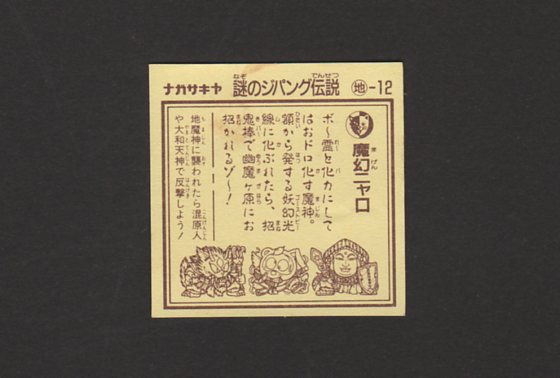 ナガサキヤ 謎のジパング伝説 地-12
魔幻ニャロ
ボ〜霊と化カにして
はおドロ化す魔神。
額から発する妖幻光
線に化ぶれたら、招
鬼棒で幽魔ヶ原にお
招かれるゾ〜！
地魔神に襲われたら混原人
や大和天神で反撃しよう！